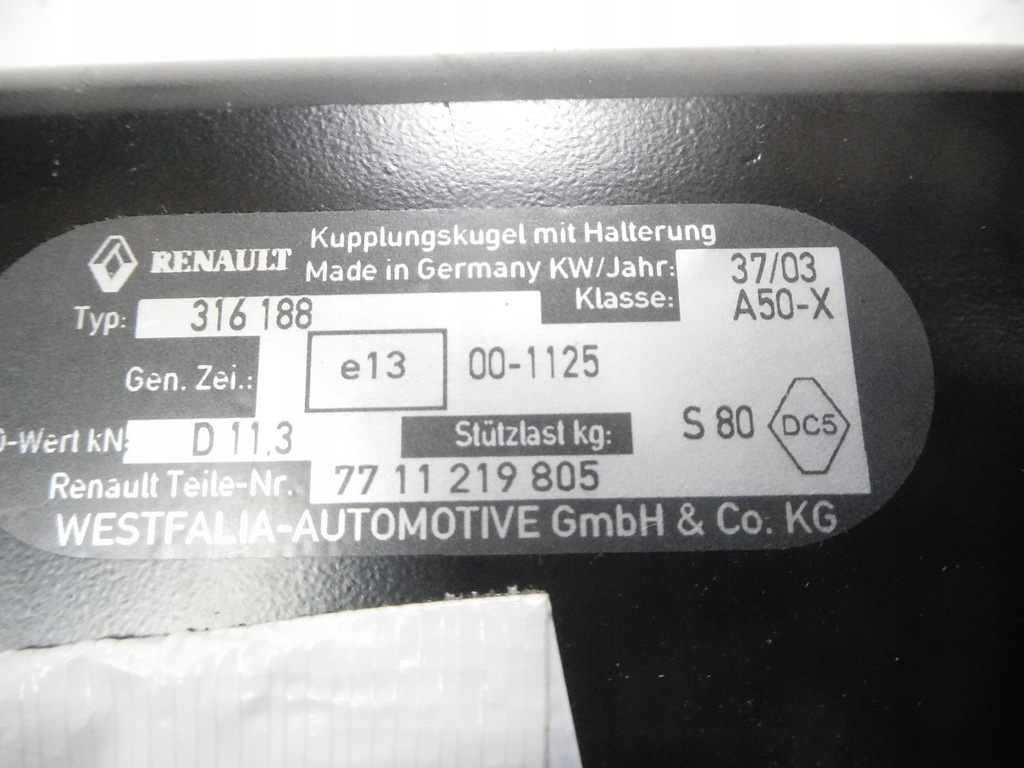 RENAULT
Kupplungskugel mit Halterung
Made in Germany KW/Jahr: 37/03
Klasse: A50-X
Typ: 316 188
Gen. Zei.: e13 00-1125
D-Wert kN: D 11,3 Stützlast kg: S 80 DC5
Renault Teile-Nr. 77 11 219 805
WESTFALIA-AUTOMOTIVE GmbH & Co. KG